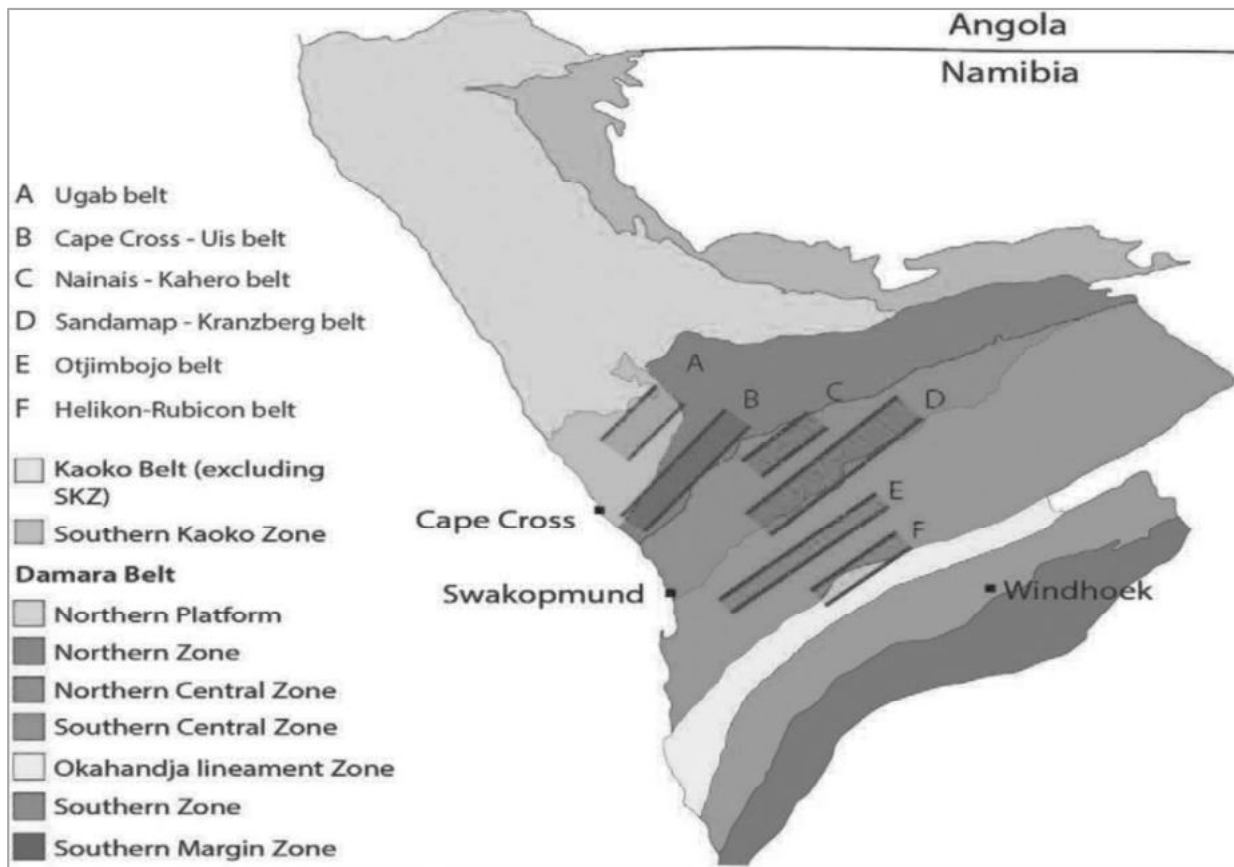 Angola
Namibia
A Ugab belt
B Cape Cross - Uis belt
C Nainais - Kahero belt
D Sandamap - Kranzberg belt
E Otjimbojo belt
F Helikon-Rubicon belt
Kaoko Belt (excluding
SKZ)
Southern Kaoko Zone
Damara Belt
Northern Platform
Northern Zone
Northern Central Zone
Southern Central Zone
Okahandja lineament Zone
Southern Zone
Southern Margin Zone
A
B
C
D
E
F
Cape Cross
Swakopmund
Windhoek